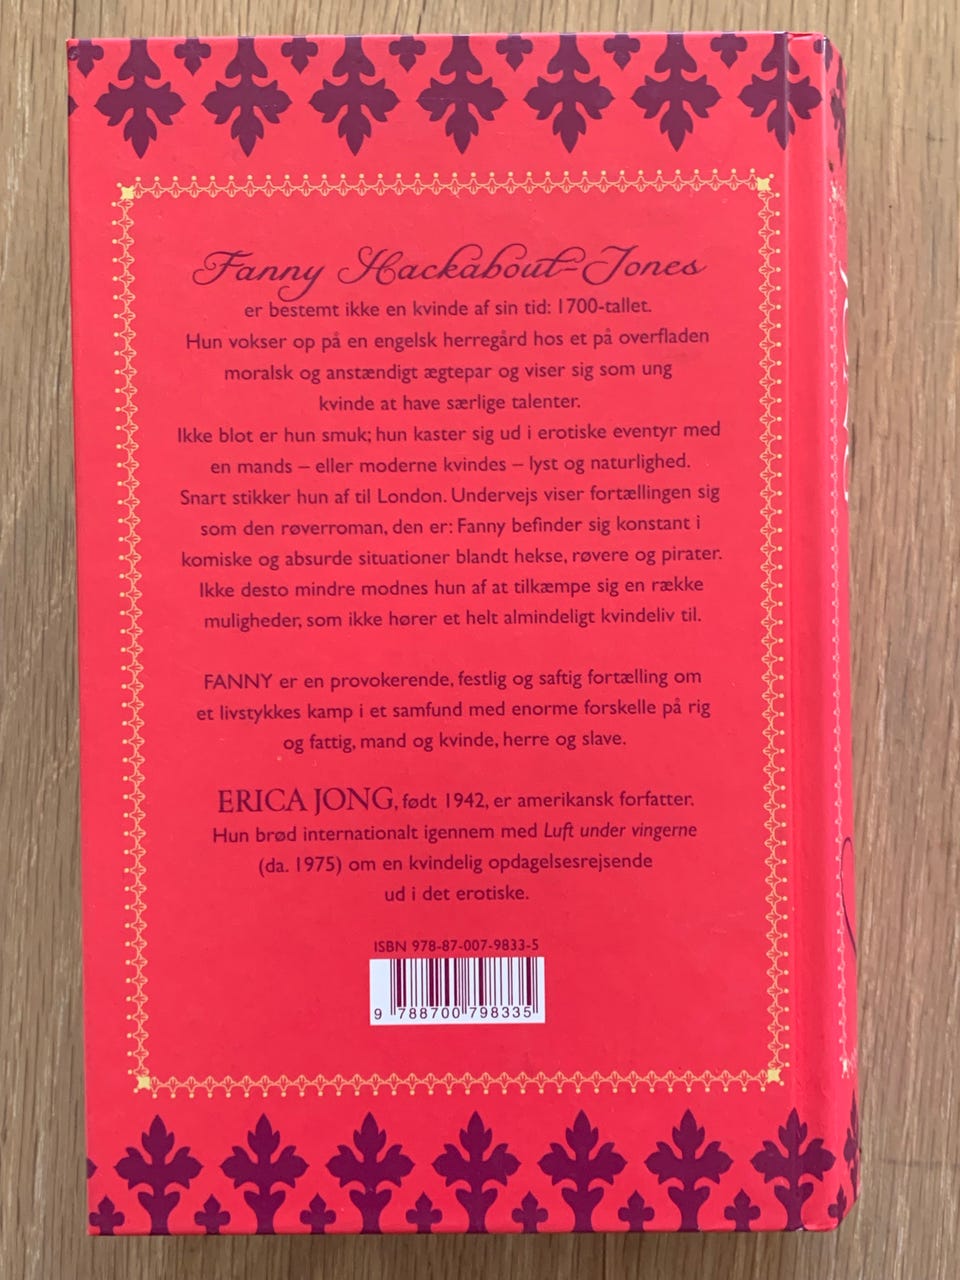 Fanny Hackabout-Jones
er bestemt ikke en kvinde af sin tid: 1700-tallet.
Hun vokser op på en engelsk herregård hos et på overfladen
moralsk og anstændigt ægtepar og viser sig som ung
kvinde at have særlige talenter.
Ikke blot er hun smuk; hun kaster sig ud i erotiske eventyr med
en mands – eller moderne kvindes – lyst og naturlighed.
Snart stikker hun af til London. Undervejs viser fortællingen sig
som den røverroman, den er: Fanny befinder sig konstant i
komiske og absurde situationer blandt hekse, røvere og pirater.
Ikke desto mindre modnes hun af at tilkæmpe sig en række
muligheder, som ikke hører et helt almindeligt kvindeliv til.
FANNY er en provokerende, festlig og saftig fortælling om
et livstykkes kamp i et samfund med enorme forskelle på rig
og fattig, mand og kvinde, herre og slave.
ERICA JONG, født 1942, er amerikansk forfatter.
Hun brød internationalt igennem med Luft under vingerne
(da. 1975) om en kvindelig opdagelsesrejsende
ud i det erotiske.
ISBN 978-87-007-9833-5
9 788700 798335